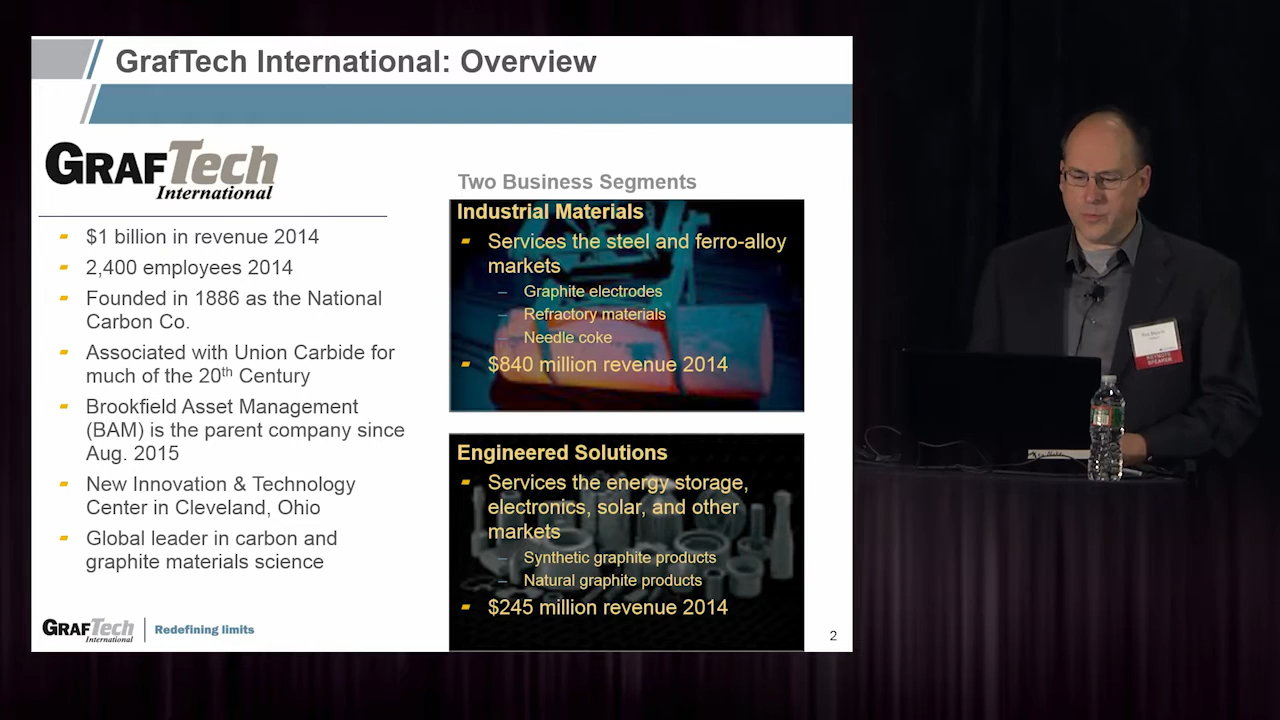 GrafTech International: Overview
GRAFTech
International
▰ $1 billion in revenue 2014
▰ 2,400 employees 2014
▰ Founded in 1886 as the National
Carbon Co.
▰ Associated with Union Carbide for
much of the 20th Century
▰ Brookfield Asset Management
(BAM) is the parent company since
Aug. 2015
▰ New Innovation & Technology
Center in Cleveland, Ohio
▰ Global leader in carbon and
graphite materials science
Two Business Segments
Industrial Materials
▰ Services the steel and ferro-alloy
markets
– Graphite electrodes
– Refractory materials
– Needle coke
▰ $840 million revenue 2014
Engineered Solutions
▰ Services the energy storage,
electronics, solar, and other
markets
– Synthetic graphite products
– Natural graphite products
▰ $245 million revenue 2014
GRAFTech
International
Redefining limits
2
KEYNOTE
SPEAKER